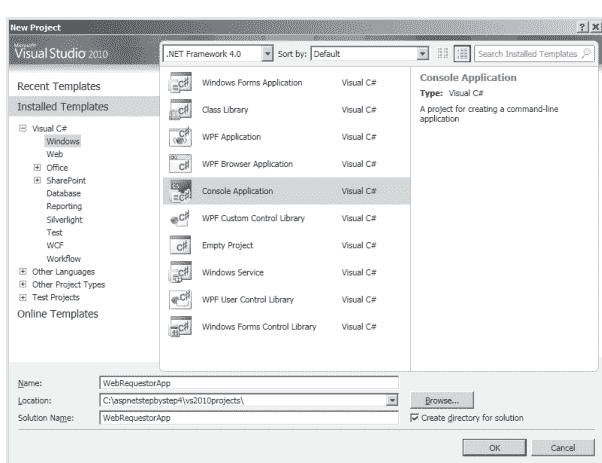 New Project
Microsoft
Visual Studio 2010
.NET Framework 4.0
Sort by: Default
Search Installed Templates
Recent Templates
Installed Templates
Visual C#
Windows
Web
Office
SharePoint
Database
Reporting
Silverlight
Test
WCF
Workflow
Other Languages
Other Project Types
Test Projects
Online Templates
Windows Forms Application Visual C#
Class Library Visual C#
WPF Application Visual C#
WPF Browser Application Visual C#
Console Application Visual C#
WPF Custom Control Library Visual C#
Empty Project Visual C#
Windows Service Visual C#
WPF User Control Library Visual C#
Windows Forms Control Library Visual C#
Console Application
Type: Visual C#
A project for creating a command-line
application
Name: WebRequestorApp
Location: C:\aspnetstepbystep4\vs2010projects\
Browse...
Solution Name: WebRequestorApp
Create directory for solution
OK
Cancel